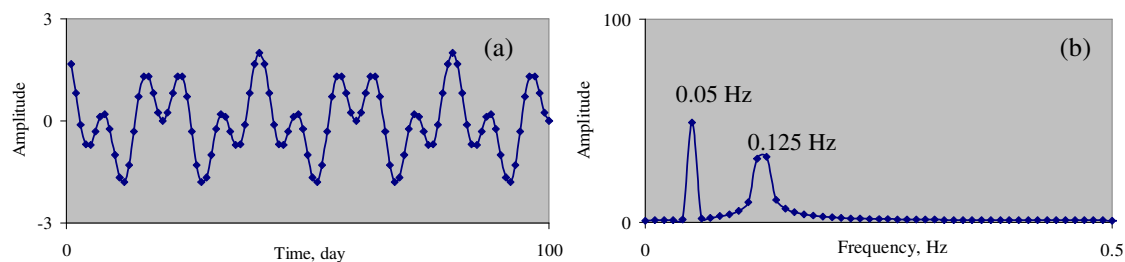 3
(a)
Amplitude
0
-3
0
Time, day
100
100
(b)
0.05 Hz
Amplitude
0.125 Hz
0
0
Frequency, Hz
0.5